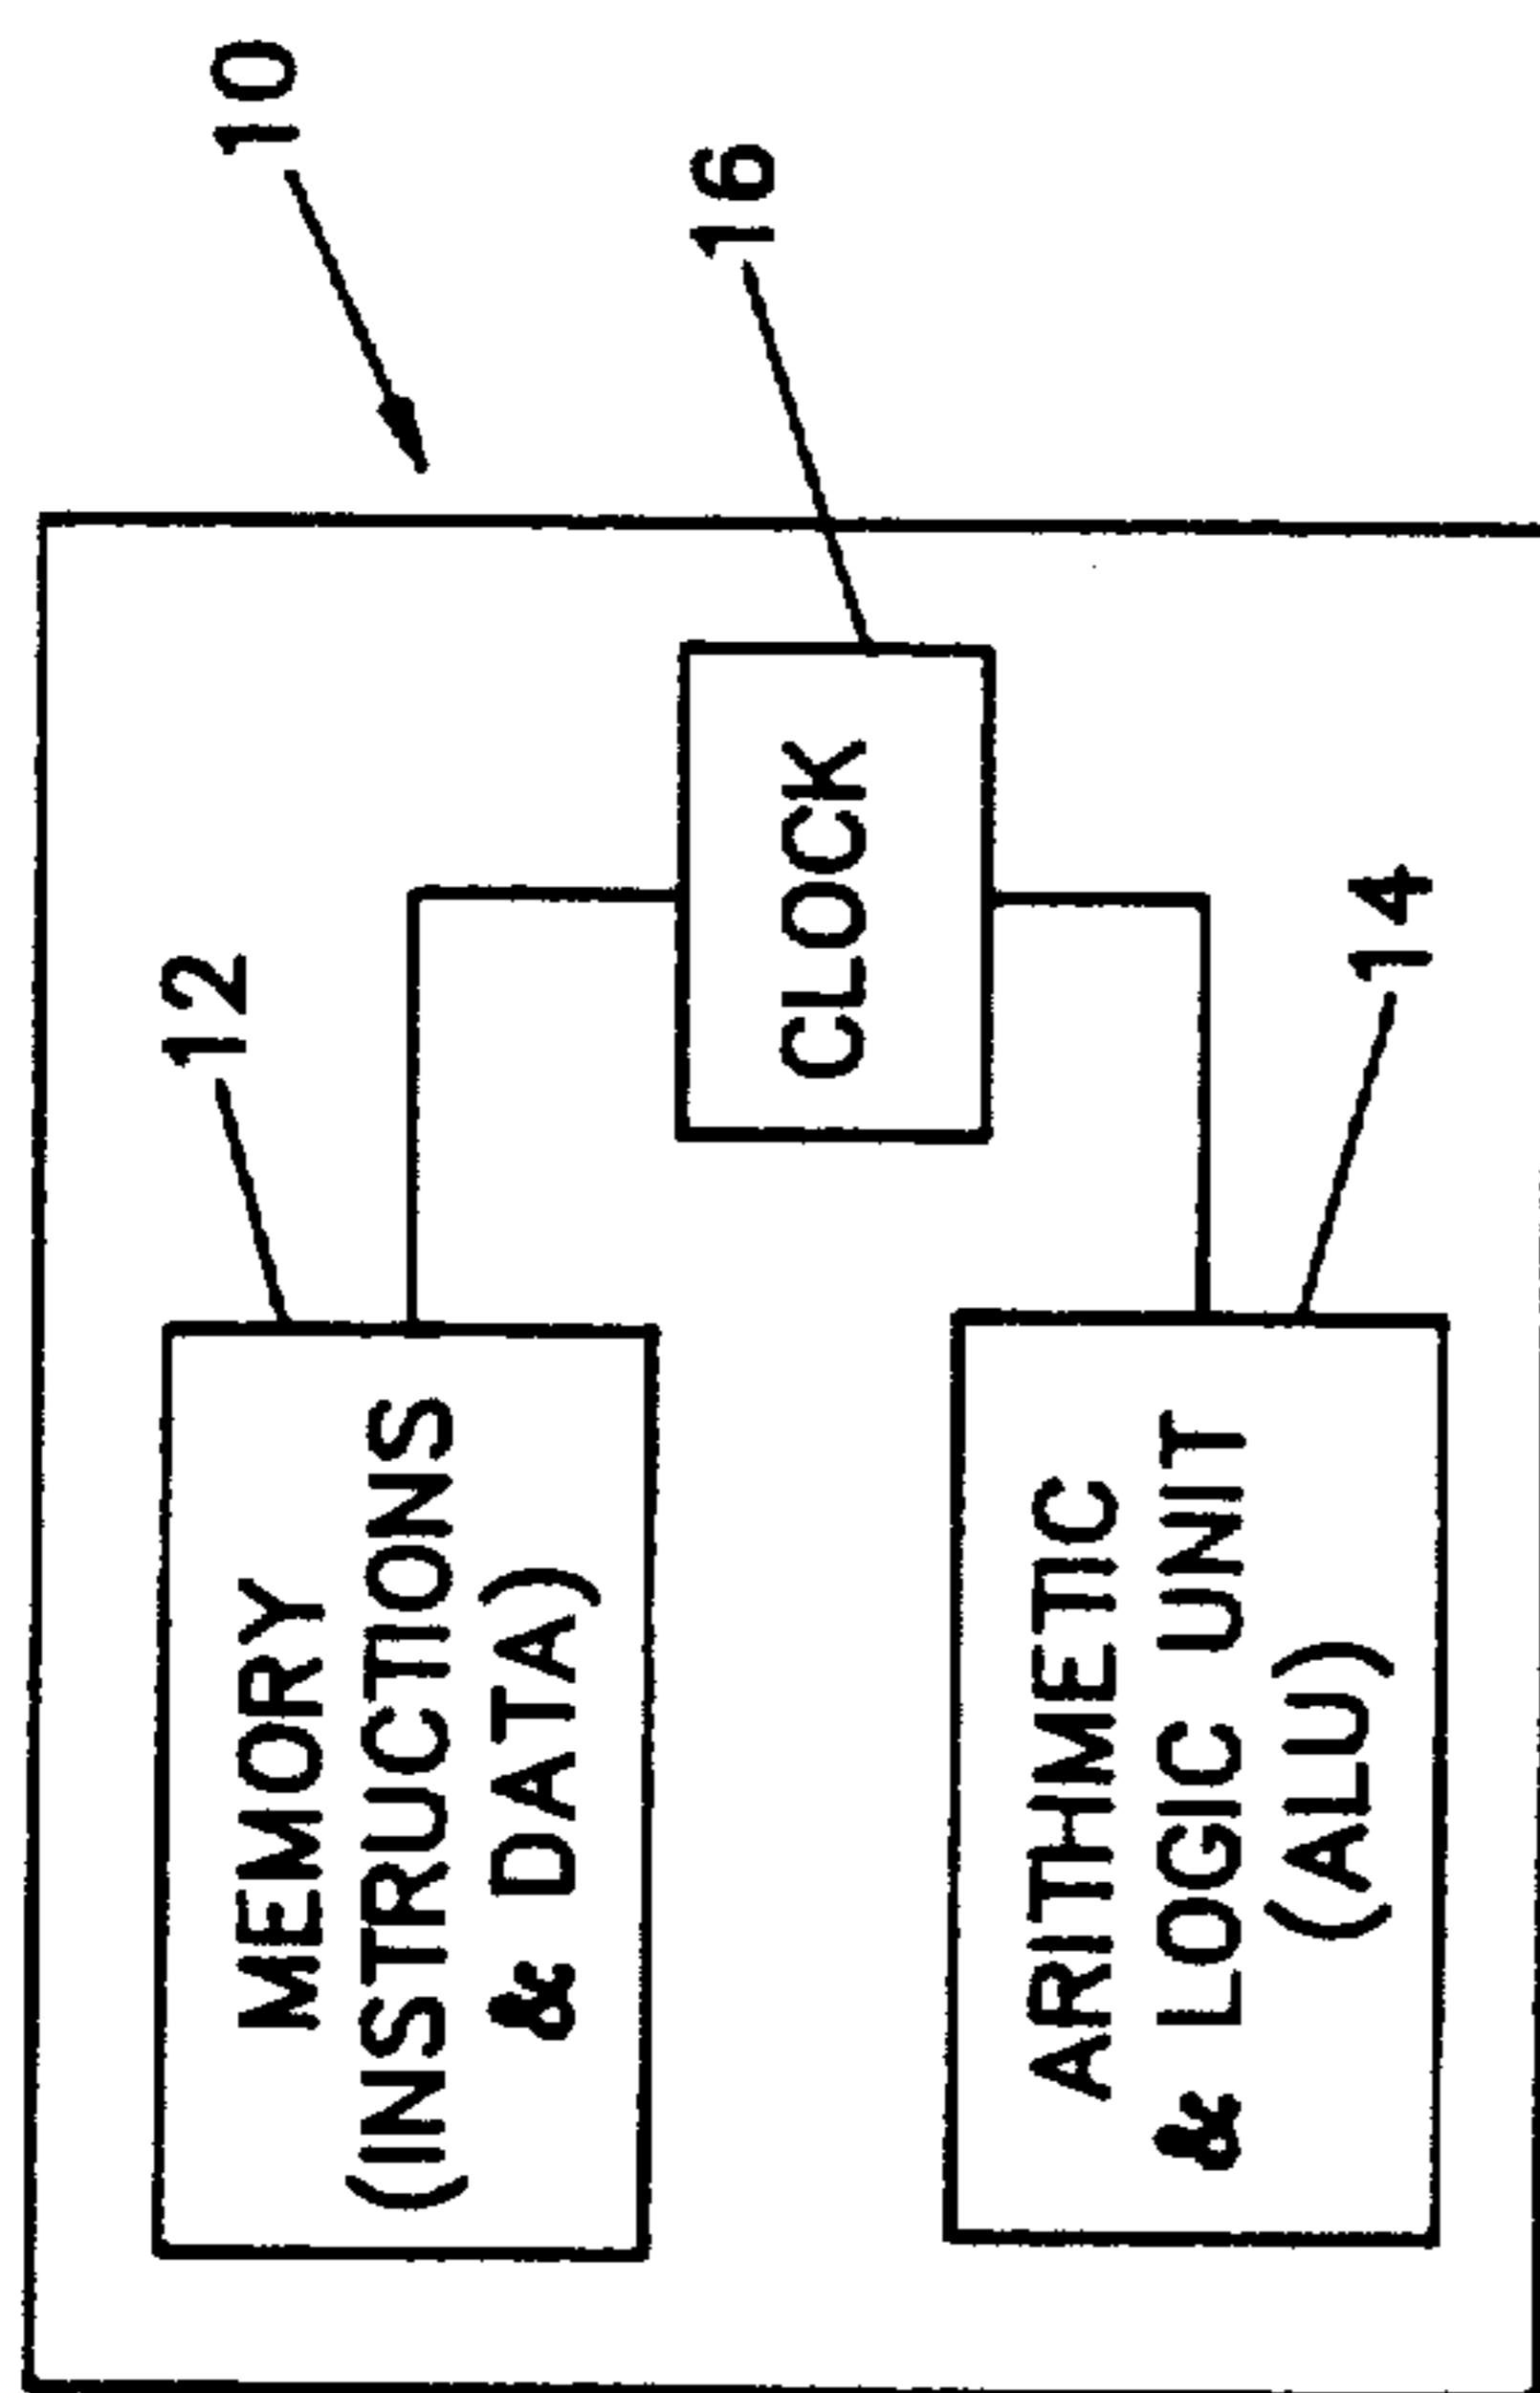 10
12
MEMORY
(INSTRUCTIONS
& DATA)
16
CLOCK
14
ARITHMETIC
& LOGIC UNIT
(ALU)